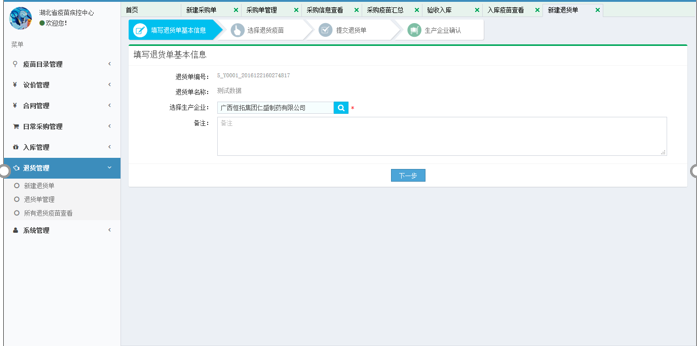 湖北省疫苗疾控中心
欢迎您!
菜单
疫苗目录管理
议价管理
合同管理
日常采购管理
入库管理
退货管理
新建退货单
退货单管理
所有退货疫苗查看
系统管理
首页 新建采购单 采购单管理 采购信息查看 采购疫苗汇总 验收入库 入库疫苗查看 新建退货单
填写退货单基本信息 选择退货疫苗 提交退货单 生产企业确认
填写退货单基本信息
退货单编号:
退货单名称: 测试数据
选择生产企业: 广西恒拓集团仁盛制药有限公司 *
备注: 备注
下一步